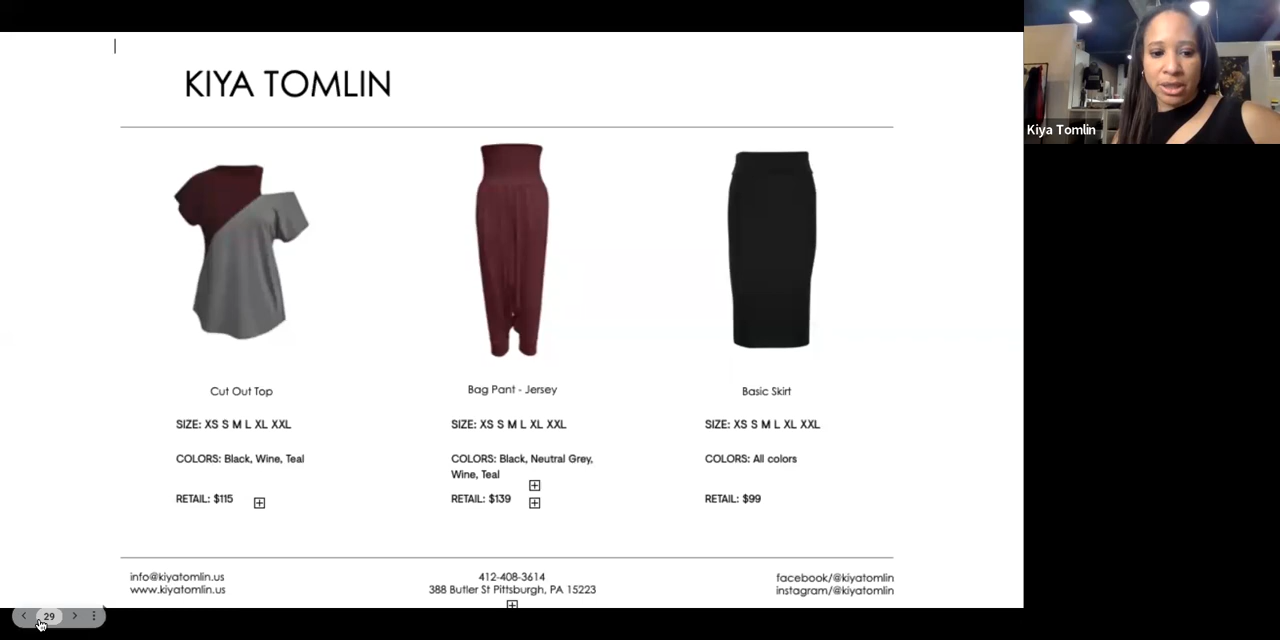 KIYA TOMLIN
Kiya Tomlin
Cut Out Top
SIZE: XS S M L XL XXL
COLORS: Black, Wine, Teal
RETAIL: $115
Bag Pant - Jersey
SIZE: XS S M L XL XXL
COLORS: Black, Neutral Grey,
Wine, Teal
RETAIL: $139
Basic Skirt
SIZE: XS S M L XL XXL
COLORS: All colors
RETAIL: $99
info@kiyatomlin.us
www.kiyatomlin.us
412-408-3614
388 Butler St Pittsburgh, PA 15223
facebook/@kiyatomlin
instagram/@kiyatomlin
29